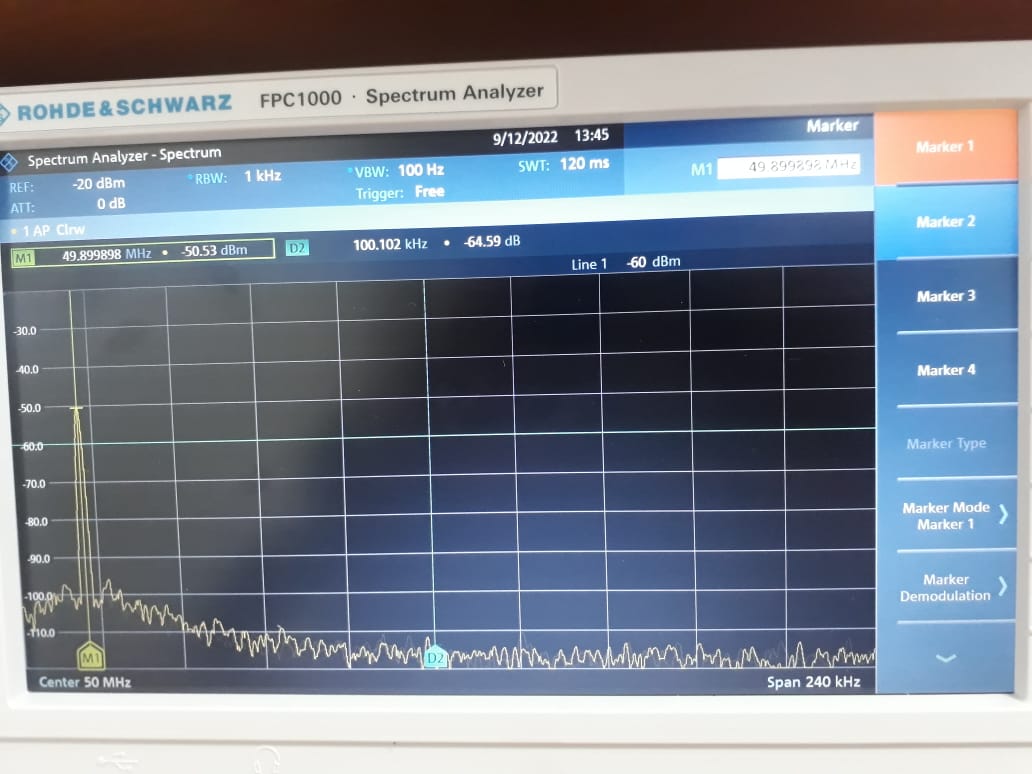 ROHDE&SCHWARZ FPC1000 · Spectrum Analyzer
9/12/2022 13:45
Spectrum Analyzer - Spectrum
REF: -20 dBm RBW: 1 kHz VBW: 100 Hz SWT: 120 ms
ATT: 0 dB Trigger: Free
1 AP Clrw
M1 49.899898 MHz • -50.53 dBm D2 100.102 kHz • -64.59 dB
Line 1 -60 dBm
-30.0
-40.0
-50.0
-60.0
-70.0
-80.0
-90.0
-100.0
-110.0
M1 D2
Center 50 MHz Span 240 kHz
Marker
M1 49.899898 MHz
Marker 1
Marker 2
Marker 3
Marker 4
Marker Type
Marker Mode
Marker 1
Marker
Demodulation